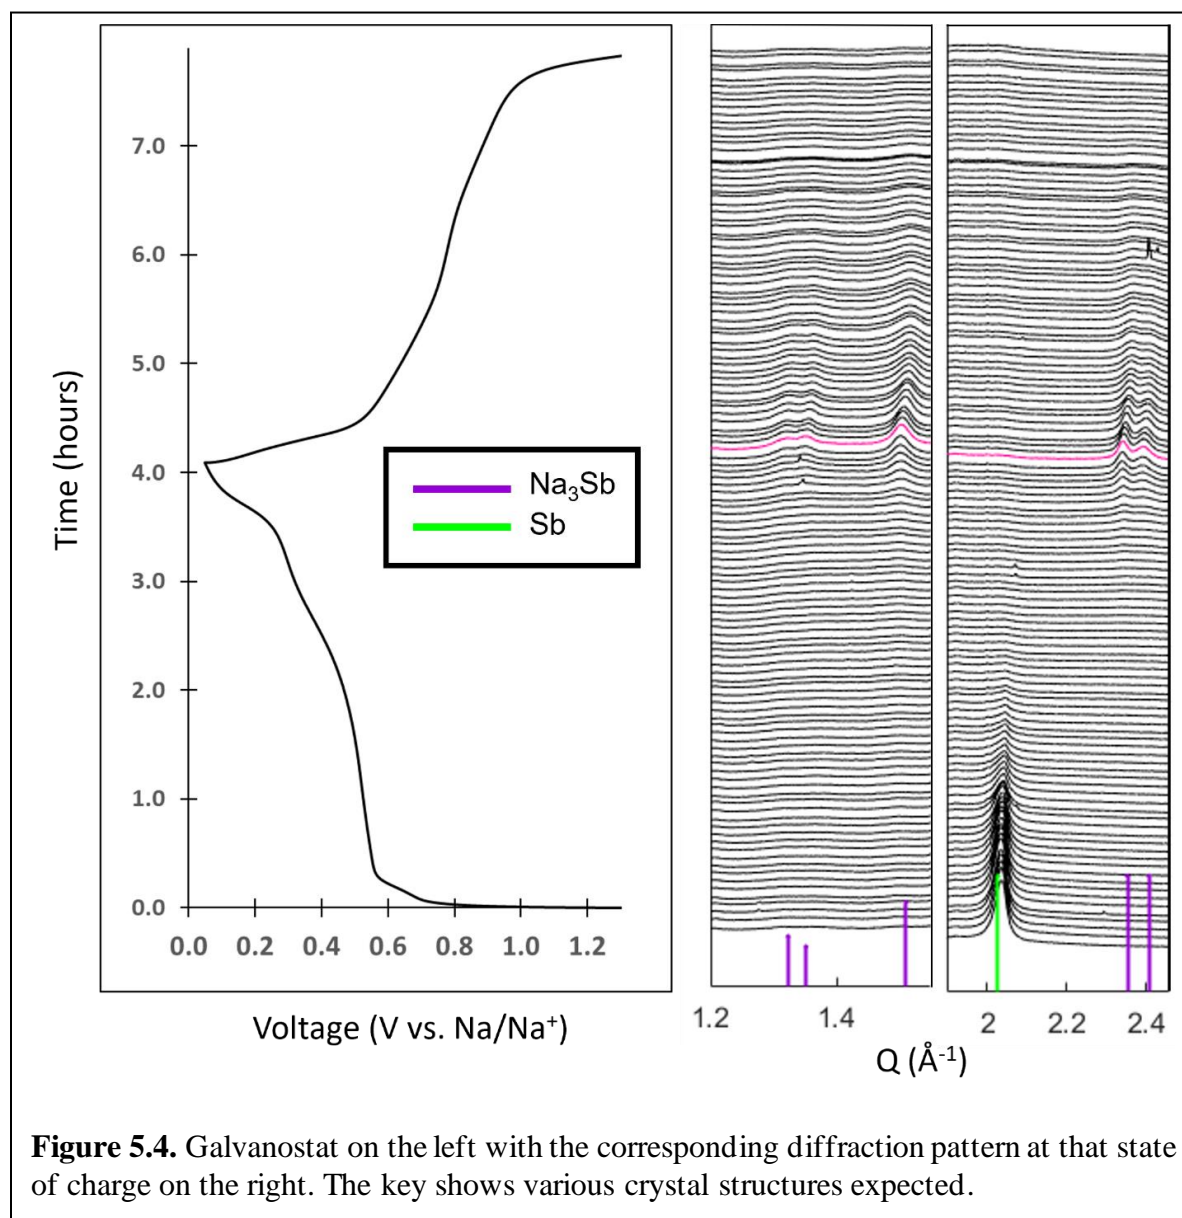 Time (hours)
7.0
6.0
5.0
4.0
3.0
2.0
1.0
0.0
0.0 0.2 0.4 0.6 0.8 1.0 1.2
Voltage (V vs. Na/Na⁺)
Na₃Sb
Sb
1.2 1.4 2 2.2 2.4
Q (Å⁻¹)
Figure 5.4. Galvanostat on the left with the corresponding diffraction pattern at that state
of charge on the right. The key shows various crystal structures expected.